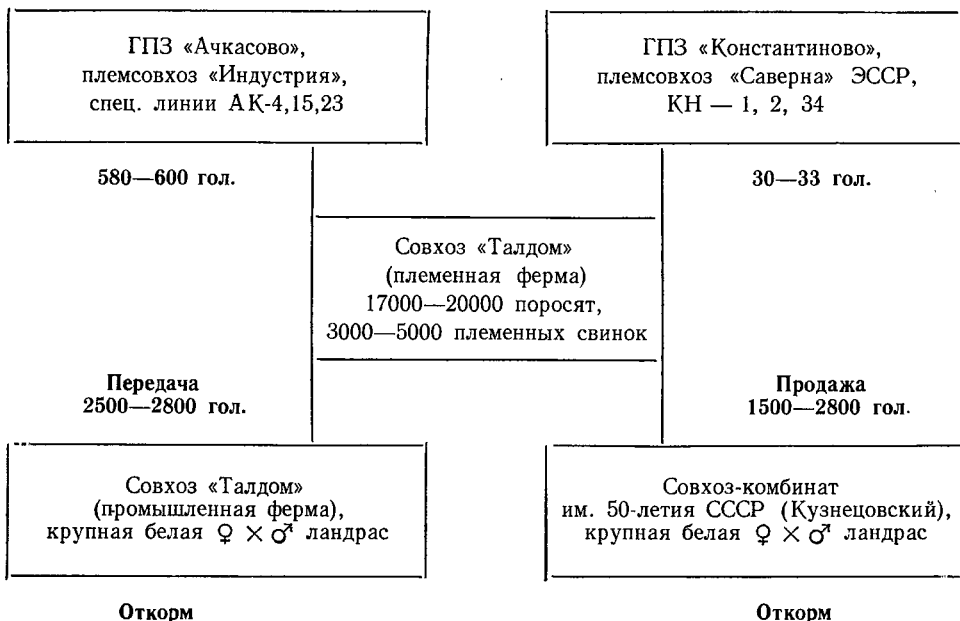 ГПЗ «Ачкасово»,
племсовхоз «Индустрия»,
спец. линии АК-4,15,23
ГПЗ «Константиново»,
племсовхоз «Саверна» ЭССР,
КН — 1, 2, 34
580—600 гол.
30—33 гол.
Совхоз «Талдом»
(племенная ферма)
17000—20000 поросят,
3000—5000 племенных свинок
Передача
2500—2800 гол.
Продажа
1500—2800 гол.
Совхоз «Талдом»
(промышленная ферма),
крупная белая ♀ × ♂ ландрас
Совхоз-комбинат
им. 50-летия СССР (Кузнецовский),
крупная белая ♀ × ♂ ландрас
Откорм
Откорм